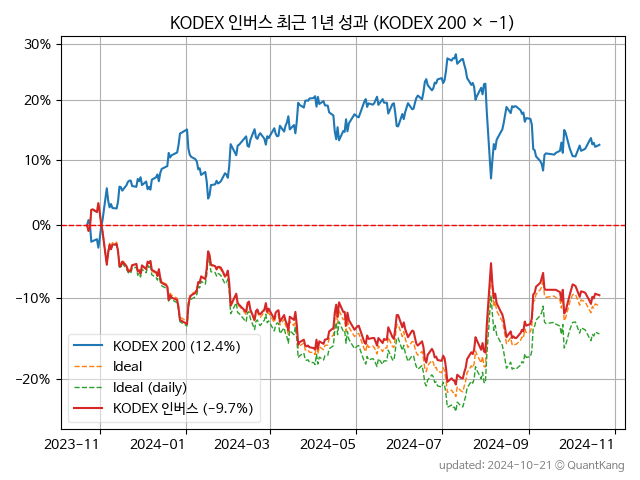 KODEX 인버스 최근 1년 성과 (KODEX 200 × -1)
30%
20%
10%
0%
-10%
-20%
KODEX 200 (12.4%)
Ideal
Ideal (daily)
KODEX 인버스 (-9.7%)
2023-11 2024-01 2024-03 2024-05 2024-07 2024-09 2024-11
updated: 2024-10-21 © QuantKang